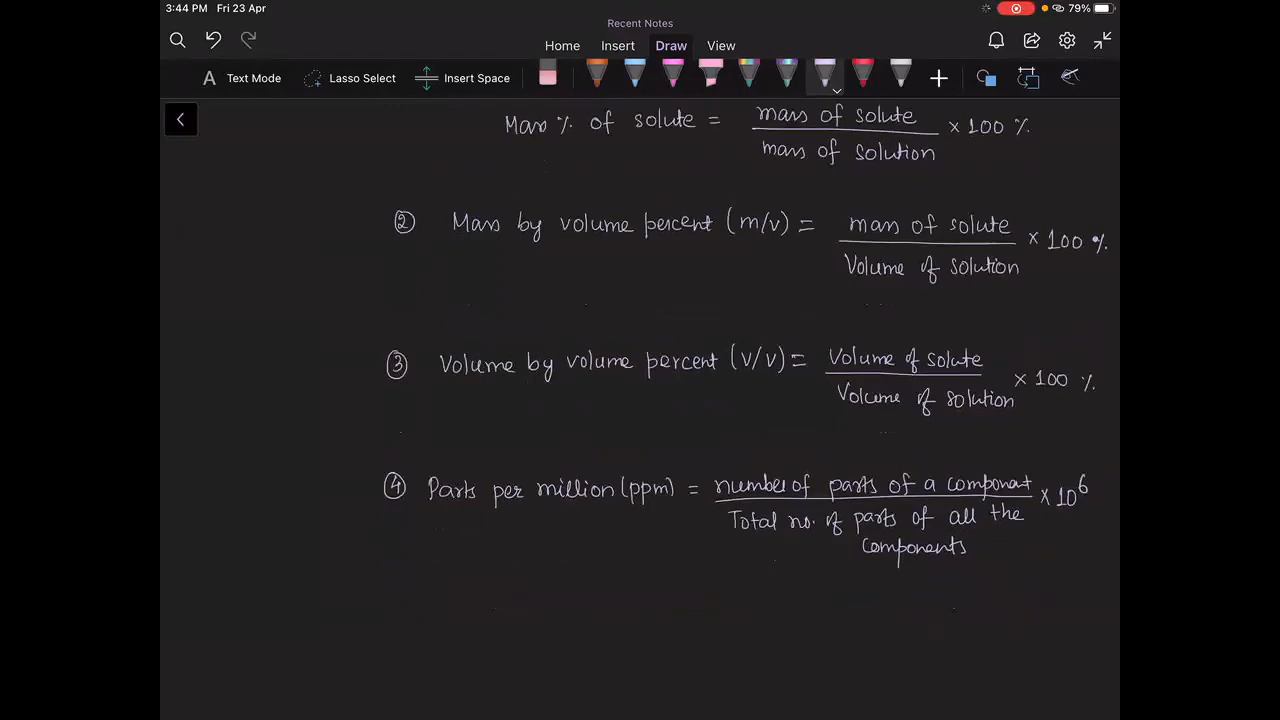 3:44 PM Fri 23 Apr
79%
Recent Notes
Home Insert Draw View
A Text Mode Lasso Select Insert Space
Mass % of solute = mass of solute / mass of solution × 100 %
② Mass by volume percent (m/v) = mass of solute / Volume of solution × 100 %
③ Volume by volume percent (v/v) = Volume of solute / Volume of solution × 100 %
④ Parts per million (ppm) = number of parts of a component / Total no. of parts of all the components × 10⁶